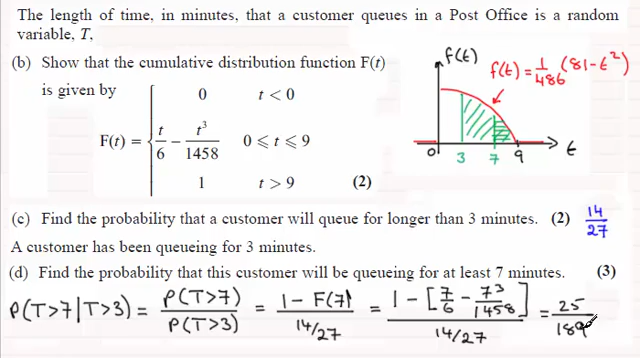 The length of time, in minutes, that a customer queues in a Post Office is a random
variable, T,
(b) Show that the cumulative distribution function F(t)
is given by
0 t < 0
F(t) = t/6 − t³/1458 0 ⩽ t ⩽ 9
1 t > 9 (2)
f(t)
f(t) = 1/486 (81 − t²)
0 3 7 9 t
(c) Find the probability that a customer will queue for longer than 3 minutes. (2) 14/27
A customer has been queueing for 3 minutes.
(d) Find the probability that this customer will be queueing for at least 7 minutes. (3)
P(T>7 | T>3) = P(T>7)/P(T>3) = 1 − F(7)/14/27 = 1 − [7/6 − 7³/1458]/14/27 = 25/189